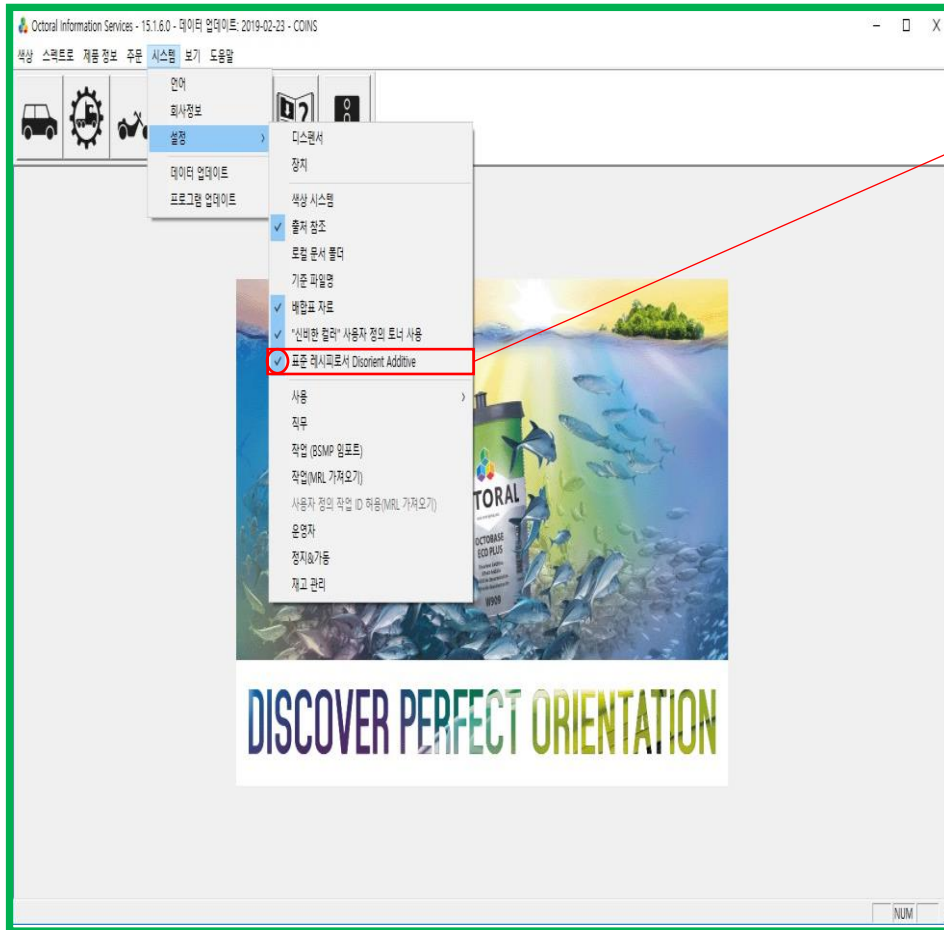 Octoral Information Services - 15.1.6.0 - 데이터 업데이트: 2019-02-23 - COINS
색상 스펙트로 제품 정보 주문 시스템 보기 도움말
언어
회사정보
설정
데이터 업데이트
프로그램 업데이트
디스펜서
장치
색상 시스템
출처 참조
로컬 문서 폴더
기준 파일명
배합표 자료
"신비한 컬러" 사용자 정의 토너 사용
표준 레시피로서 Disorient Additive
사용
직무
작업 (BSMP 임포트)
작업(MRL 가져오기)
사용자 정의 작업 ID 허용(MRL 가져오기)
운영자
정지&가동
재고 관리
TORAL
OCTOBASE
ECO PLUS
W909
DISCOVER PERFECT ORIENTATION
NUM